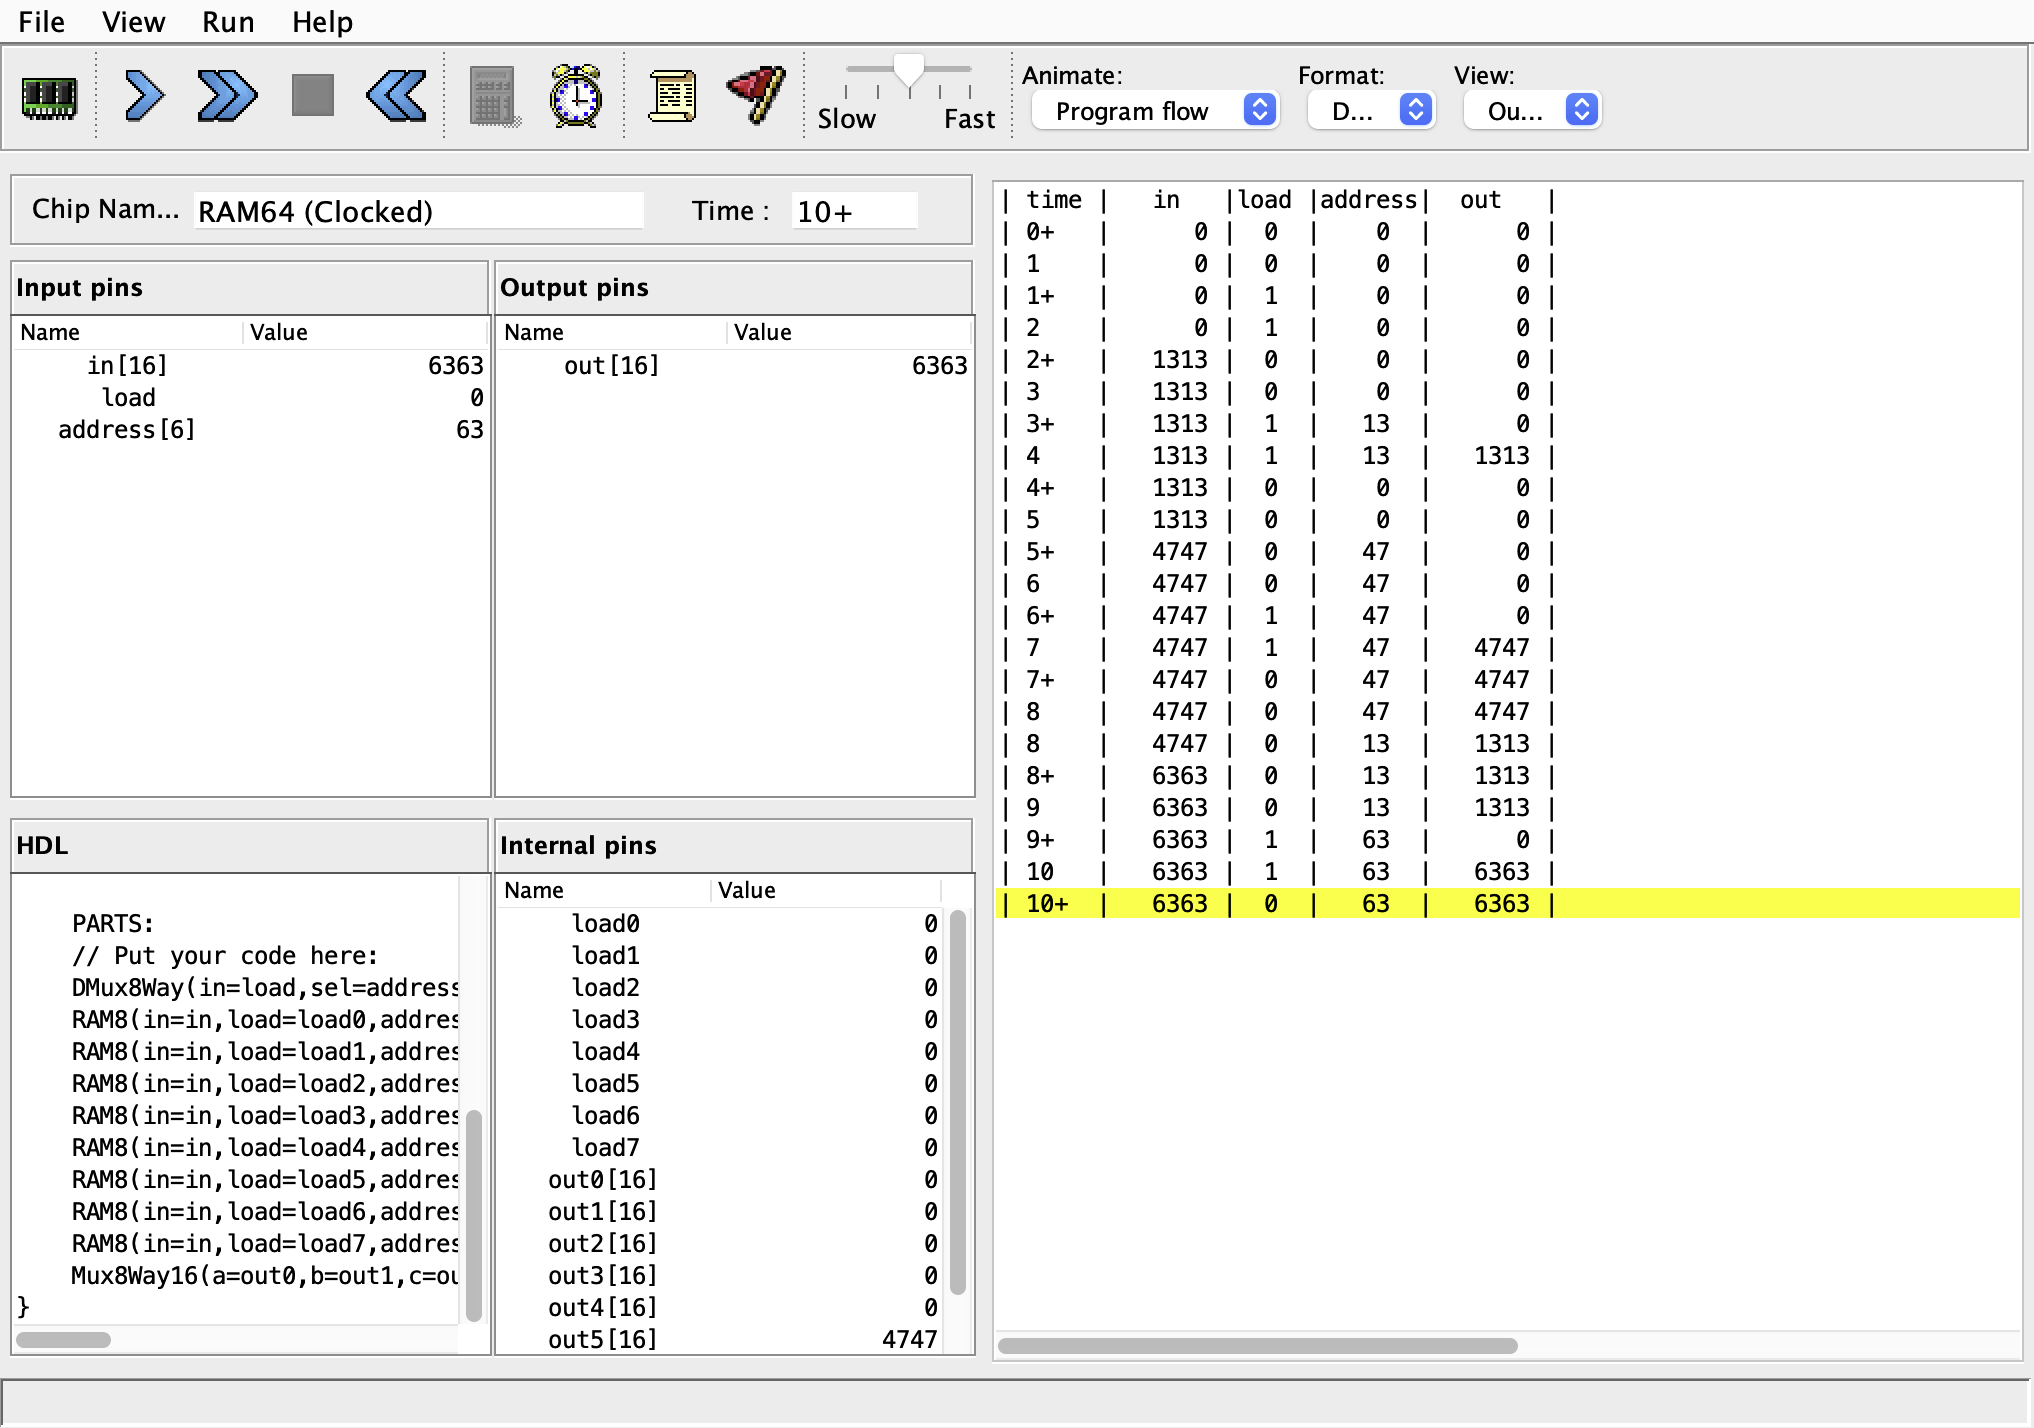 File View Run Help
Animate: Format: View:
Slow Fast Program flow D... Ou...
Chip Nam... RAM64 (Clocked) Time : 10+
Input pins
Name Value
in[16] 6363
load 0
address[6] 63
Output pins
Name Value
out[16] 6363
HDL
PARTS:
// Put your code here:
DMux8Way(in=load,sel=address
RAM8(in=in,load=load0,addres
RAM8(in=in,load=load1,addres
RAM8(in=in,load=load2,addres
RAM8(in=in,load=load3,addres
RAM8(in=in,load=load4,addres
RAM8(in=in,load=load5,addres
RAM8(in=in,load=load6,addres
RAM8(in=in,load=load7,addres
Mux8Way16(a=out0,b=out1,c=ou
}
Internal pins
Name Value
load0 0
load1 0
load2 0
load3 0
load4 0
load5 0
load6 0
load7 0
out0[16] 0
out1[16] 0
out2[16] 0
out3[16] 0
out4[16] 0
out5[16] 4747
| time | in |load |address| out |
| 0+ | 0 | 0 | 0 | 0 |
| 1 | 0 | 0 | 0 | 0 |
| 1+ | 0 | 1 | 0 | 0 |
| 2 | 0 | 1 | 0 | 0 |
| 2+ | 1313 | 0 | 0 | 0 |
| 3 | 1313 | 0 | 0 | 0 |
| 3+ | 1313 | 1 | 13 | 0 |
| 4 | 1313 | 1 | 13 | 1313 |
| 4+ | 1313 | 0 | 0 | 0 |
| 5 | 1313 | 0 | 0 | 0 |
| 5+ | 4747 | 0 | 47 | 0 |
| 6 | 4747 | 0 | 47 | 0 |
| 6+ | 4747 | 1 | 47 | 0 |
| 7 | 4747 | 1 | 47 | 4747 |
| 7+ | 4747 | 0 | 47 | 4747 |
| 8 | 4747 | 0 | 47 | 4747 |
| 8 | 4747 | 0 | 13 | 1313 |
| 8+ | 6363 | 0 | 13 | 1313 |
| 9 | 6363 | 0 | 13 | 1313 |
| 9+ | 6363 | 1 | 63 | 0 |
| 10 | 6363 | 1 | 63 | 6363 |
| 10+ | 6363 | 0 | 63 | 6363 |